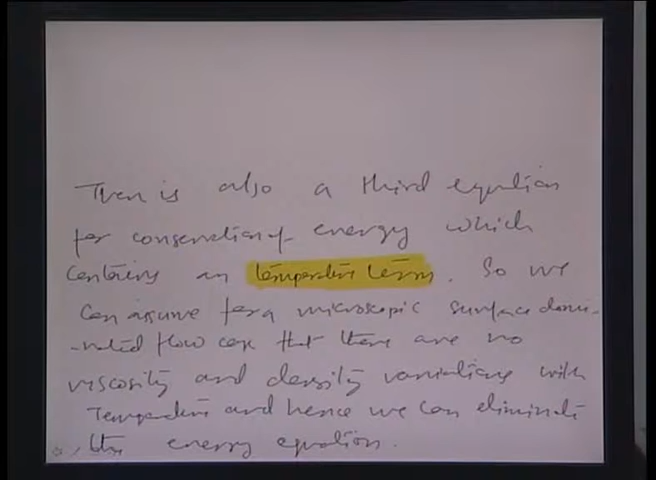 There is also a third equation
for conservation of energy which
contains an temperature term. So we
can assume for a microscopic surface domi-
-nated flow case that there are no
viscosity and density variations with
temperature and hence we can eliminate
the energy equation.